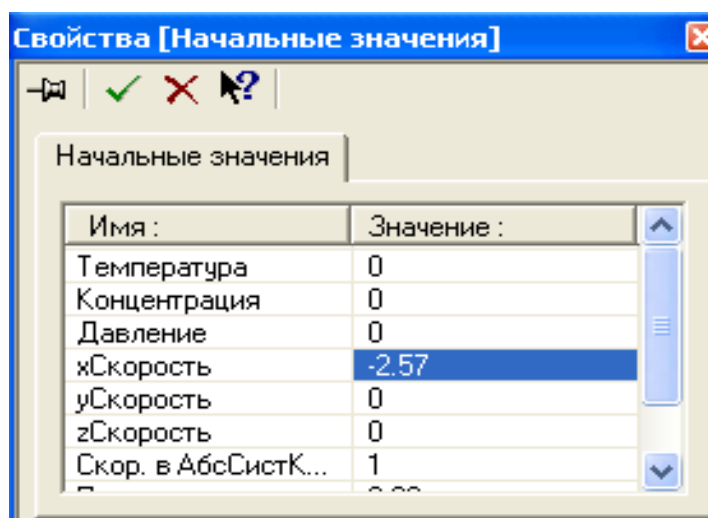 Свойства [Начальные значения]
Начальные значения
Имя : Значение :
Температура 0
Концентрация 0
Давление 0
xСкорость -2.57
yСкорость 0
zСкорость 0
Скор. в АбсСистК... 1